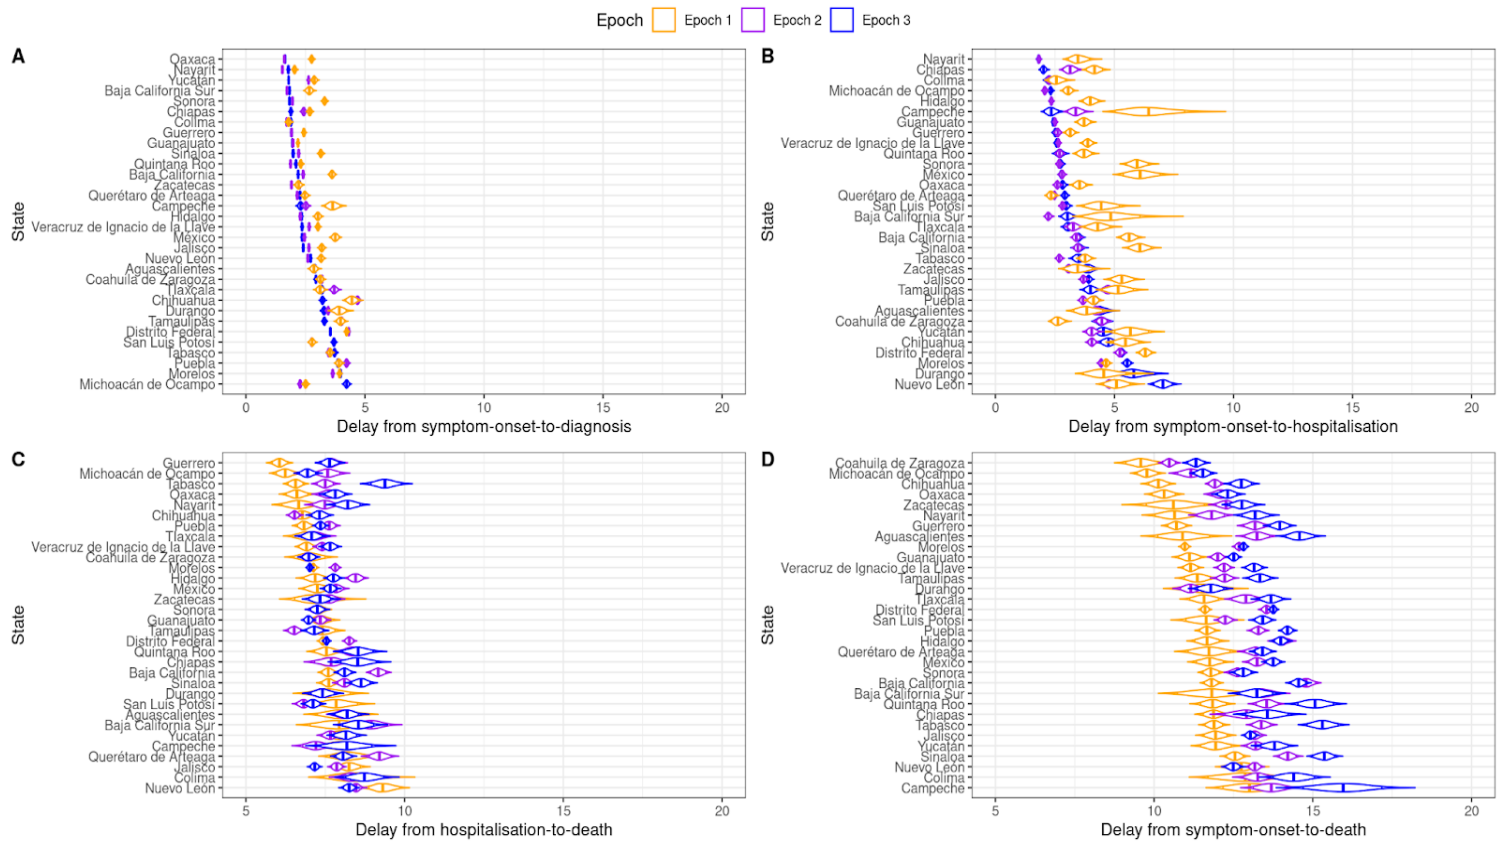 Epoch Epoch 1 Epoch 2 Epoch 3
A
State
Oaxaca
Nayarit
Yucatán
Baja California Sur
Sonora
Chiapas
Colima
Guerrero
Guanajuato
Sinaloa
Quintana Roo
Baja California
Zacatecas
Querétaro de Arteaga
Campeche
Hidalgo
Veracruz de Ignacio de la Llave
México
Jalisco
Nuevo León
Aguascalientes
Coahuila de Zaragoza
Tlaxcala
Chihuahua
Durango
Tamaulipas
Distrito Federal
San Luis Potosí
Tabasco
Puebla
Morelos
Michoacán de Ocampo
0 5 10 15 20
Delay from symptom-onset-to-diagnosis
B
State
Nayarit
Chiapas
Colima
Michoacán de Ocampo
Hidalgo
Campeche
Guanajuato
Guerrero
Veracruz de Ignacio de la Llave
Quintana Roo
Sonora
México
Oaxaca
Querétaro de Arteaga
San Luis Potosí
Baja California Sur
Tlaxcala
Baja California
Sinaloa
Tabasco
Zacatecas
Jalisco
Tamaulipas
Puebla
Aguascalientes
Coahuila de Zaragoza
Yucatán
Chihuahua
Distrito Federal
Morelos
Durango
Nuevo León
0 5 10 15 20
Delay from symptom-onset-to-hospitalisation
C
State
Guerrero
Michoacán de Ocampo
Tabasco
Oaxaca
Nayarit
Chihuahua
Puebla
Tlaxcala
Veracruz de Ignacio de la Llave
Coahuila de Zaragoza
Morelos
Hidalgo
México
Zacatecas
Sonora
Guanajuato
Tamaulipas
Distrito Federal
Quintana Roo
Chiapas
Baja California
Sinaloa
Durango
San Luis Potosí
Aguascalientes
Baja California Sur
Yucatán
Campeche
Querétaro de Arteaga
Jalisco
Colima
Nuevo León
5 10 15 20
Delay from hospitalisation-to-death
D
State
Coahuila de Zaragoza
Michoacán de Ocampo
Chihuahua
Oaxaca
Zacatecas
Nayarit
Guerrero
Aguascalientes
Morelos
Guanajuato
Veracruz de Ignacio de la Llave
Tamaulipas
Durango
Tlaxcala
Distrito Federal
San Luis Potosí
Puebla
Hidalgo
Querétaro de Arteaga
México
Sonora
Baja California
Baja California Sur
Quintana Roo
Chiapas
Tabasco
Jalisco
Yucatán
Sinaloa
Nuevo León
Colima
Campeche
5 10 15 20
Delay from symptom-onset-to-death